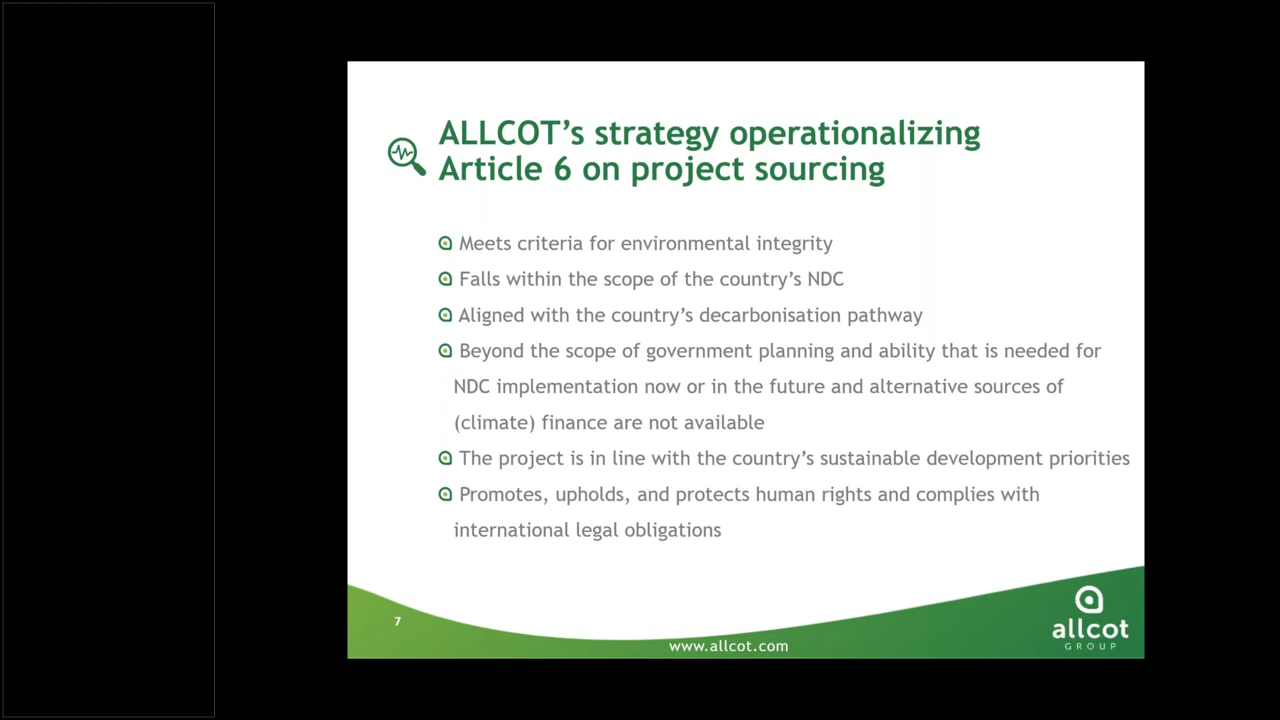 ALLCOT’s strategy operationalizing
Article 6 on project sourcing
Meets criteria for environmental integrity
Falls within the scope of the country’s NDC
Aligned with the country’s decarbonisation pathway
Beyond the scope of government planning and ability that is needed for
NDC implementation now or in the future and alternative sources of
(climate) finance are not available
The project is in line with the country’s sustainable development priorities
Promotes, upholds, and protects human rights and complies with
international legal obligations
7
www.allcot.com
allcot
GROUP